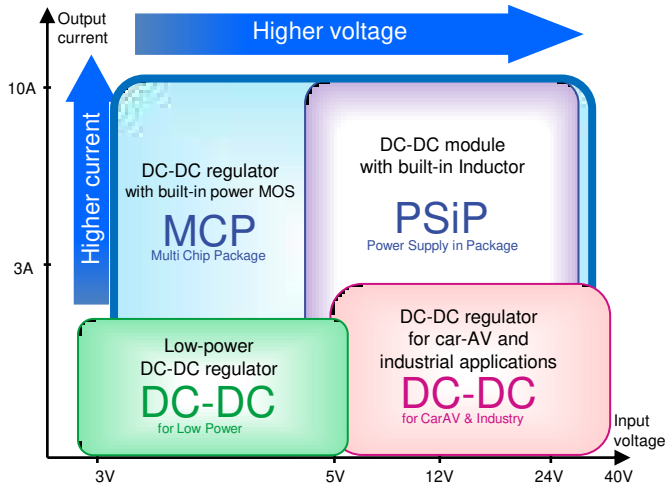 Output
current
Higher voltage
10A
Higher current
DC-DC regulator
with built-in power MOS
MCP
Multi Chip Package
DC-DC module
with built-in Inductor
PSiP
Power Supply in Package
3A
Low-power
DC-DC regulator
DC-DC
for Low Power
DC-DC regulator
for car-AV and
industrial applications
DC-DC
for CarAV & Industry
Input
voltage
3V
5V
12V
24V
40V